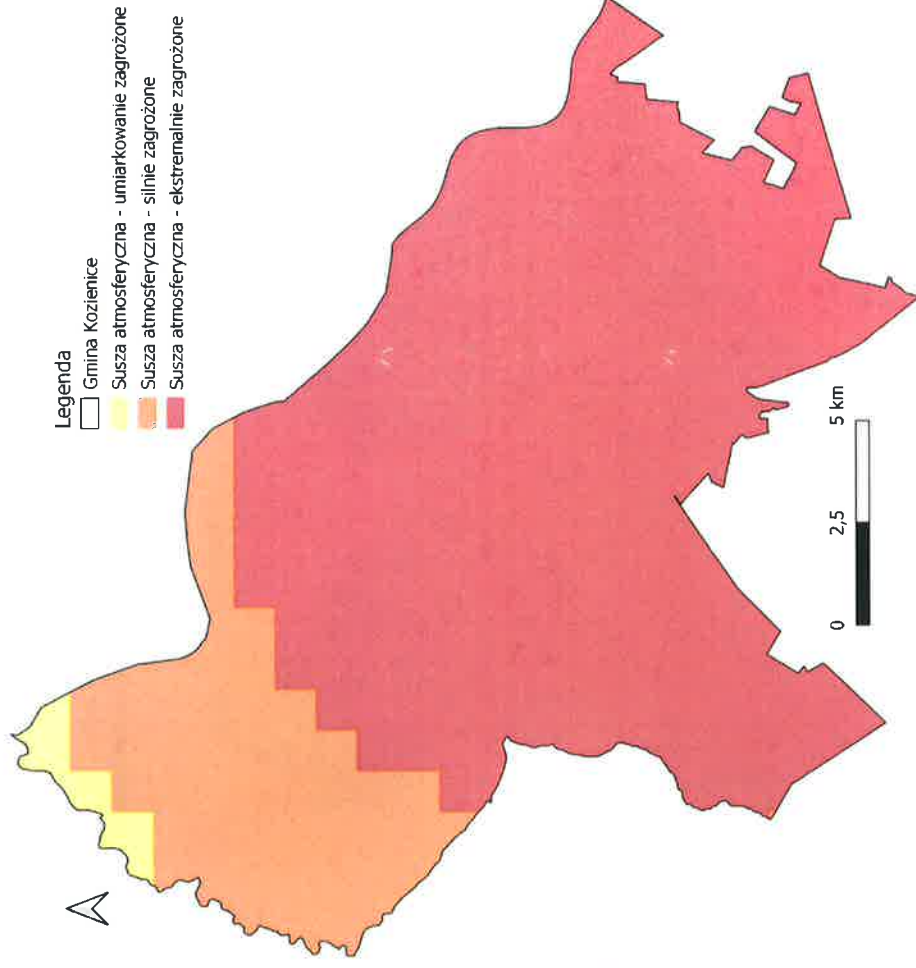 Legenda
Gmina Kozienice
Susza atmosferyczna - umiarkowanie zagrożone
Susza atmosferyczna - silnie zagrożone
Susza atmosferyczna - ekstremalnie zagrożone
0 2,5 5 km